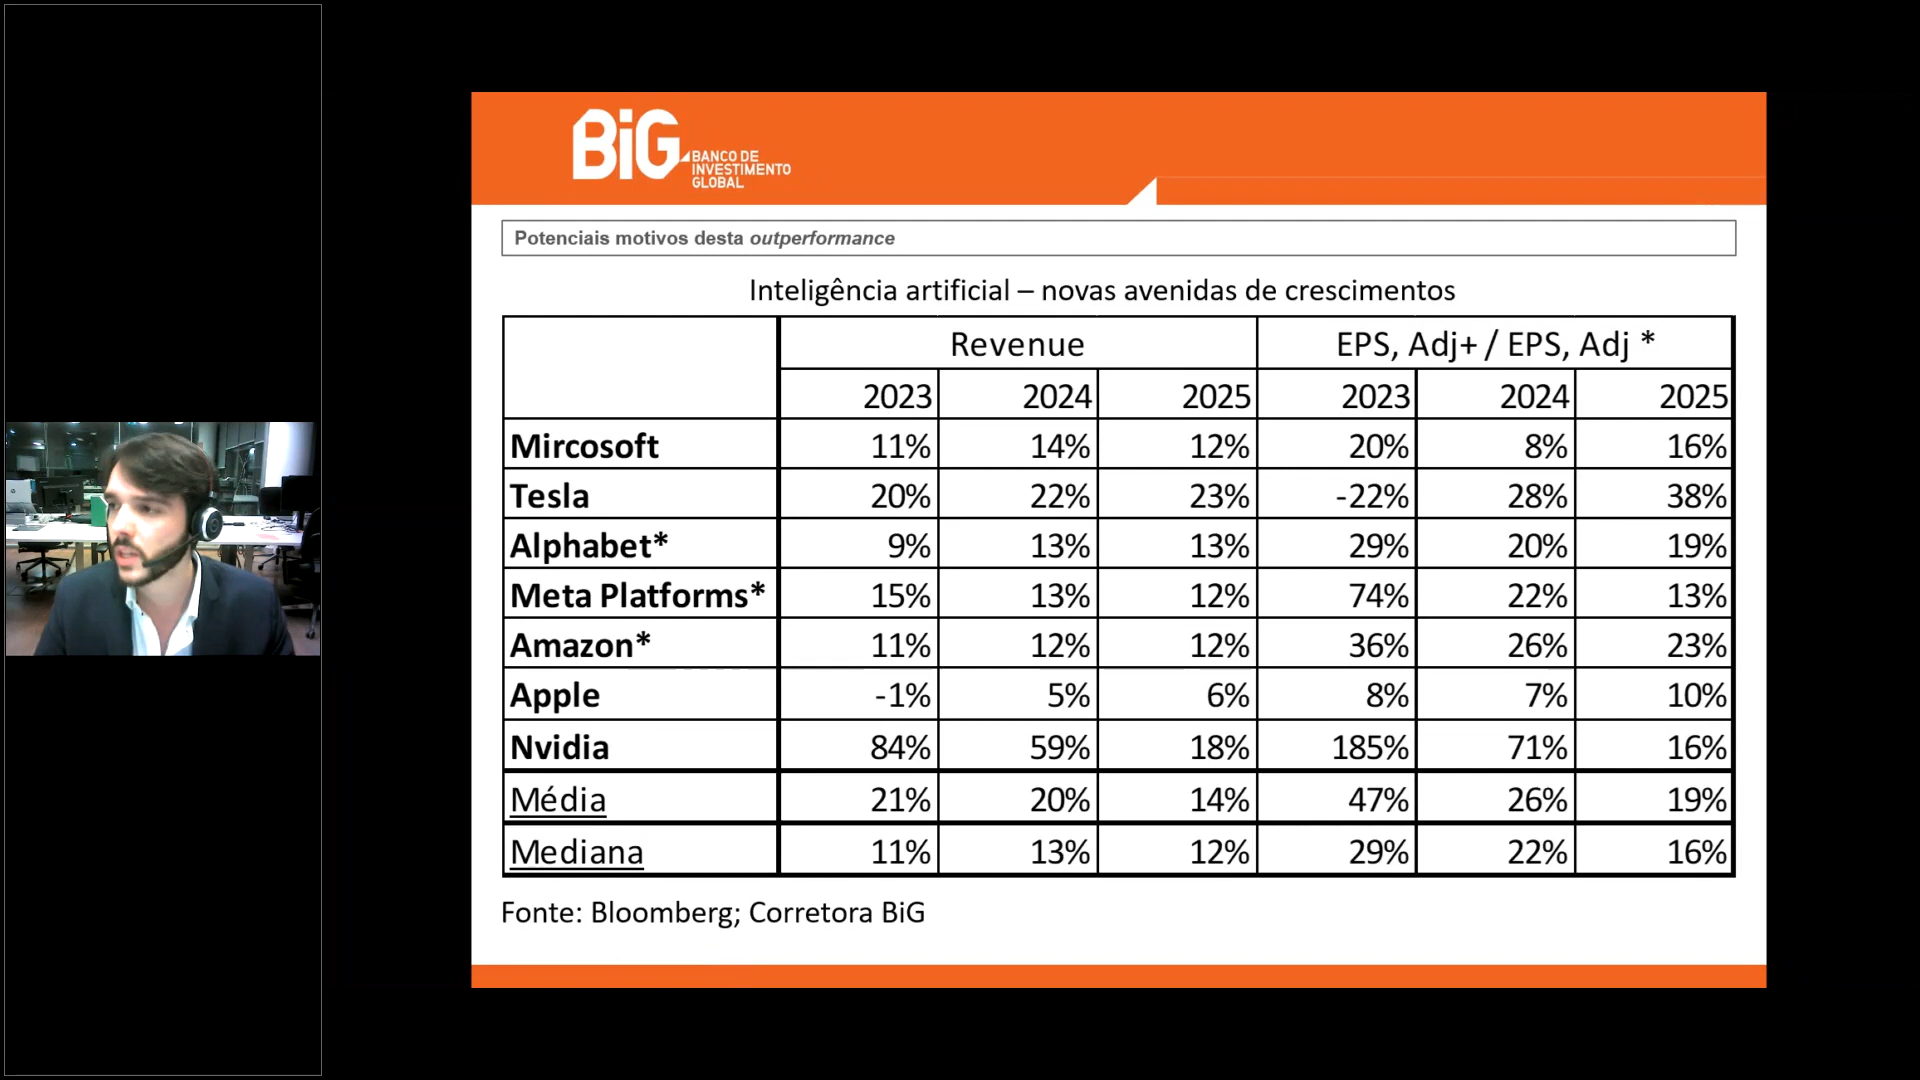 BiG BANCO DE
INVESTIMENTO
GLOBAL
Potenciais motivos desta outperformance
Inteligência artificial – novas avenidas de crescimentos
Revenue EPS, Adj+ / EPS, Adj *
2023 2024 2025 2023 2024 2025
Mircosoft 11% 14% 12% 20% 8% 16%
Tesla 20% 22% 23% -22% 28% 38%
Alphabet* 9% 13% 13% 29% 20% 19%
Meta Platforms* 15% 13% 12% 74% 22% 13%
Amazon* 11% 12% 12% 36% 26% 23%
Apple -1% 5% 6% 8% 7% 10%
Nvidia 84% 59% 18% 185% 71% 16%
Média 21% 20% 14% 47% 26% 19%
Mediana 11% 13% 12% 29% 22% 16%
Fonte: Bloomberg; Corretora BiG